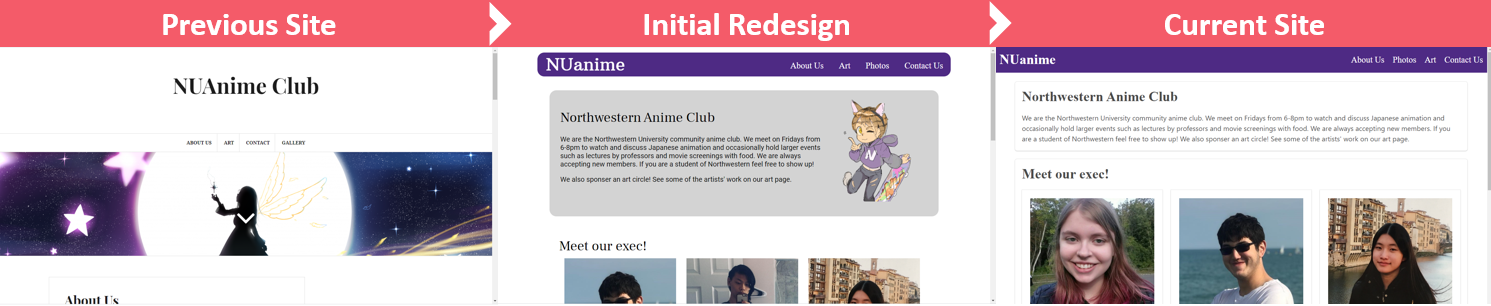 Previous Site
Initial Redesign
Current Site
NUAnime Club
ABOUT US
ART
CONTACT
GALLERY
About Us
NUanime
About Us
Art
Photos
Contact Us
Northwestern Anime Club
We are the Northwestern University community anime club. We meet on Fridays from
6-8pm to watch and discuss Japanese animation and occasionally hold larger events
such as lectures by professors and movie screenings with food. We are always
accepting new members. If you are a student of Northwestern feel free to show up!
We also sponser an art circle! See some of the artists' work on our art page.
Meet our exec!
NUanime
About Us
Photos
Art
Contact Us
Northwestern Anime Club
We are the Northwestern University community anime club. We meet on Fridays from 6-8pm to watch and discuss Japanese animation and
occasionally hold larger events such as lectures by professors and movie screenings with food. We are always accepting new members. If you
are a student of Northwestern feel free to show up! We also sponser an art circle! See some of the artists' work on our art page.
Meet our exec!